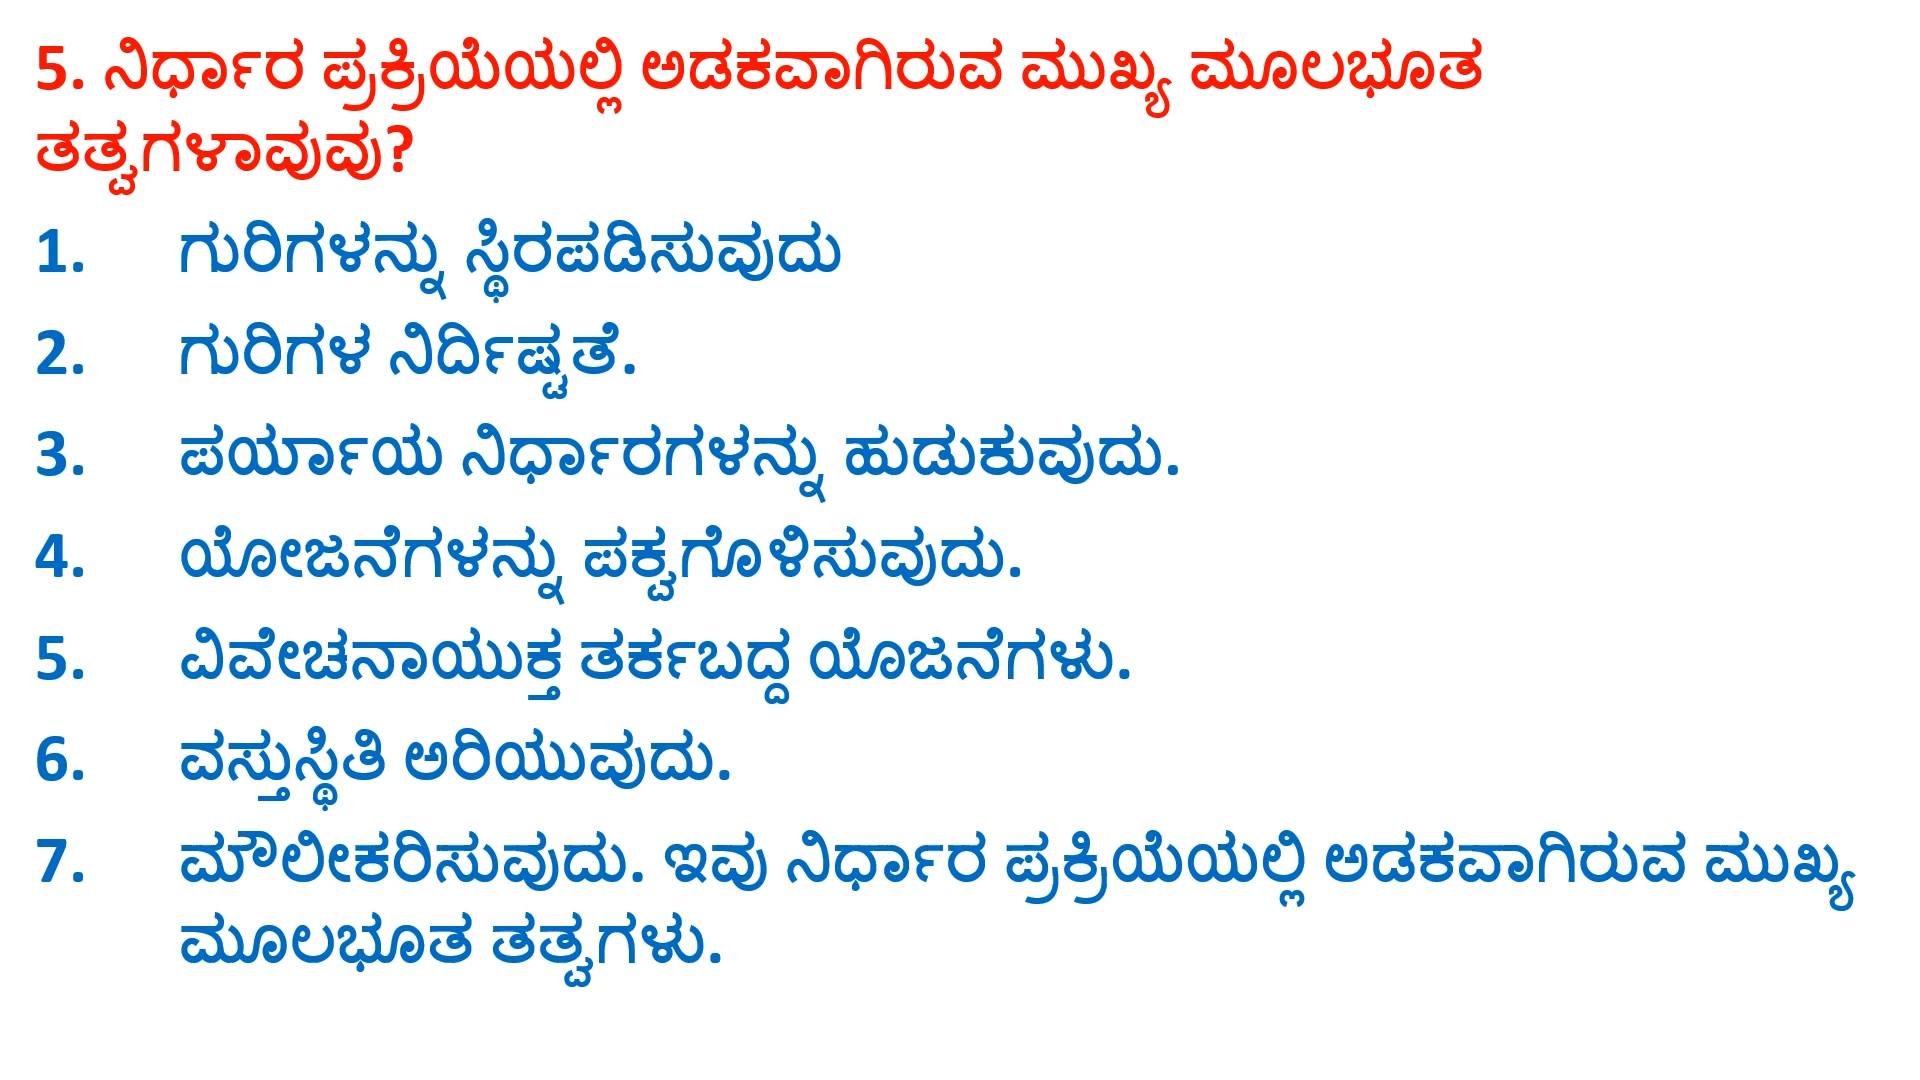 5. ನಿರ್ಧಾರ ಪ್ರಕ್ರಿಯೆಯಲ್ಲಿ ಅಡಕವಾಗಿರುವ ಮುಖ್ಯ ಮೂಲಭೂತ
ತತ್ವಗಳಾವುವು?
1. ಗುರಿಗಳನ್ನು ಸ್ಥಿರಪಡಿಸುವುದು
2. ಗುರಿಗಳ ನಿರ್ದಿಷ್ಟತೆ.
3. ಪರ್ಯಾಯ ನಿರ್ಧಾರಗಳನ್ನು ಹುಡುಕುವುದು.
4. ಯೋಜನೆಗಳನ್ನು ಪಕ್ವಗೊಳಿಸುವುದು.
5. ವಿವೇಚನಾಯುಕ್ತ ತರ್ಕಬದ್ದ ಯೊಜನೆಗಳು.
6. ವಸ್ತುಸ್ಥಿತಿ ಅರಿಯುವುದು.
7. ಮೌಲೀಕರಿಸುವುದು. ಇವು ನಿರ್ಧಾರ ಪ್ರಕ್ರಿಯೆಯಲ್ಲಿ ಅಡಕವಾಗಿರುವ ಮುಖ್ಯ
ಮೂಲಭೂತ ತತ್ವಗಳು.